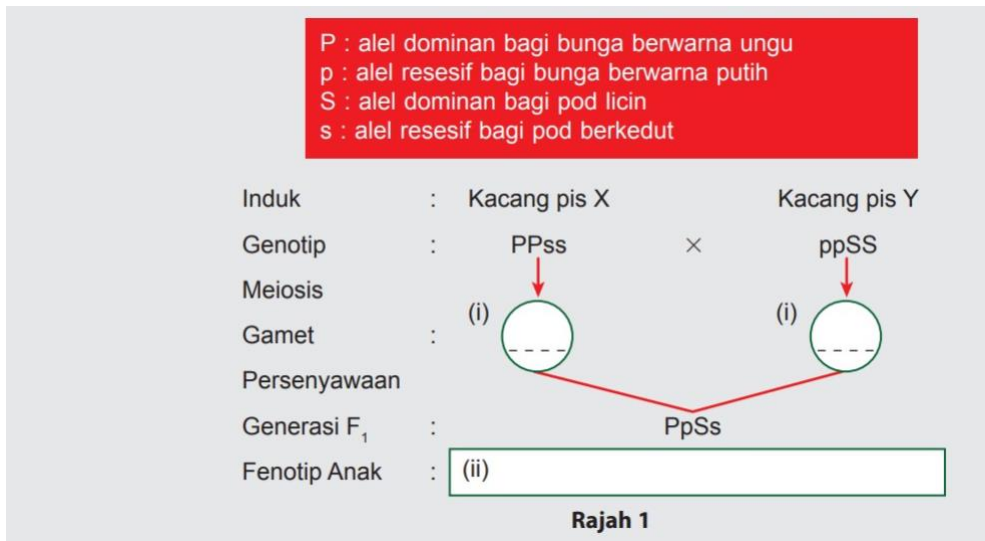 P : alel dominan bagi bunga berwarna ungu
p : alel resesif bagi bunga berwarna putih
S : alel dominan bagi pod licin
s : alel resesif bagi pod berkedut
Induk : Kacang pis X Kacang pis Y
Genotip : PPss × ppSS
Meiosis
(i) (i)
Gamet :
Persenyawaan
Generasi F₁ : PpSs
Fenotip Anak : (ii)
Rajah 1